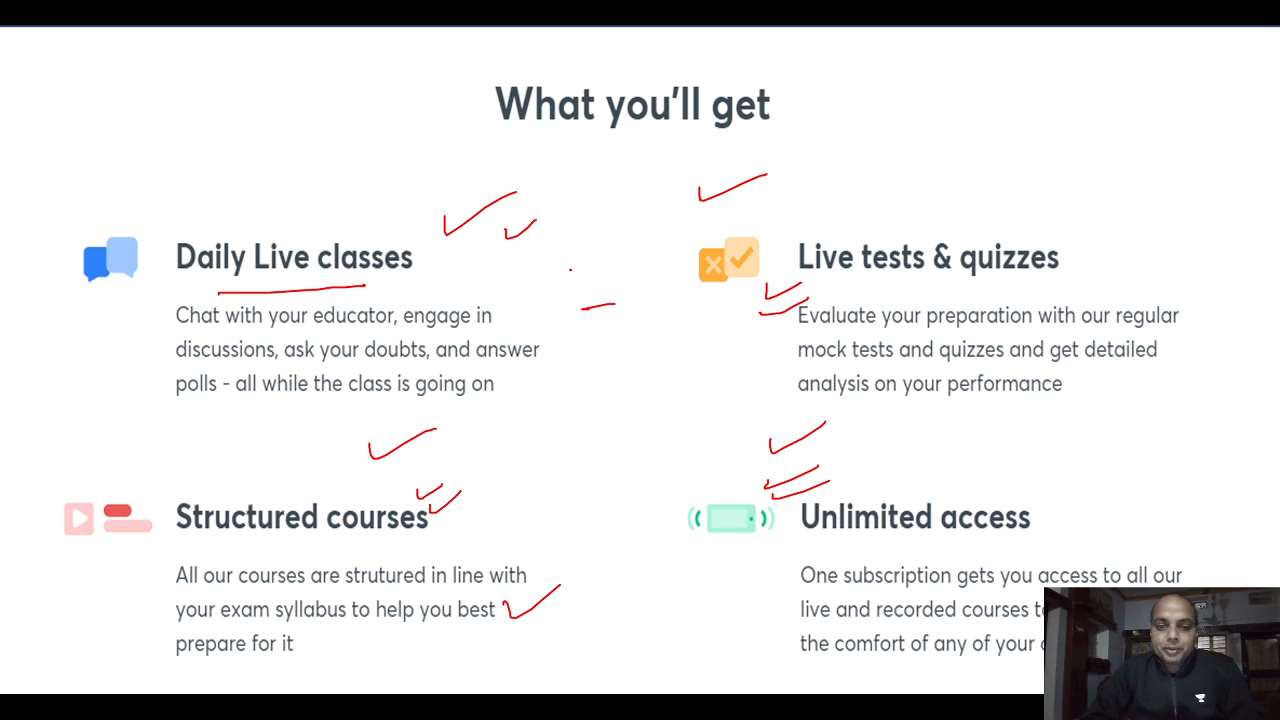 What you'll get
Daily Live classes
Chat with your educator, engage in
discussions, ask your doubts, and answer
polls - all while the class is going on
Live tests & quizzes
Evaluate your preparation with our regular
mock tests and quizzes and get detailed
analysis on your performance
Structured courses
All our courses are strutured in line with
your exam syllabus to help you best
prepare for it
Unlimited access
One subscription gets you access to all our
live and recorded courses
the comfort of any of your